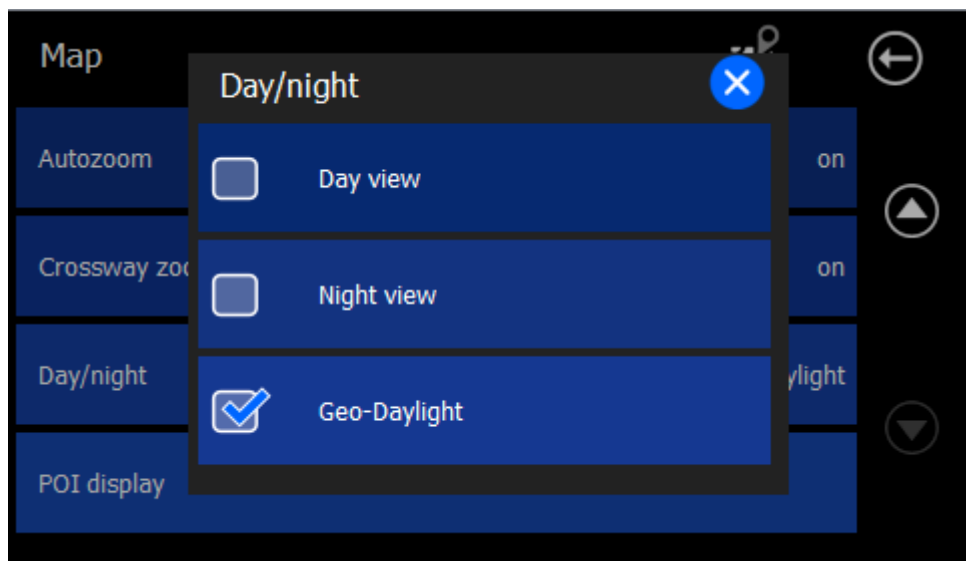 Map
Day/night
Autozoom
on
Day view
Crossway zoo
on
Night view
Day/night
ylight
Geo-Daylight
POI display